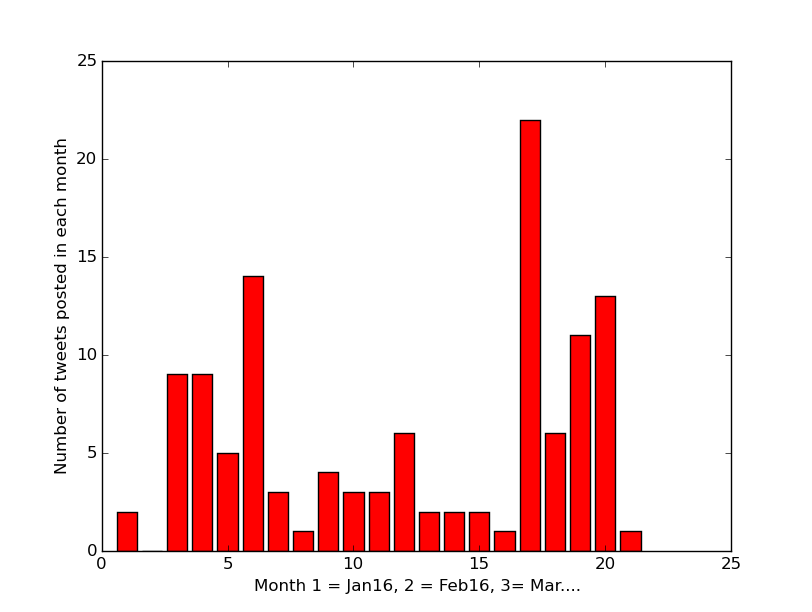 25
20
15
10
5
0
Number of tweets posted in each month
0 5 10 15 20 25
Month 1 = Jan16, 2 = Feb16, 3= Mar....